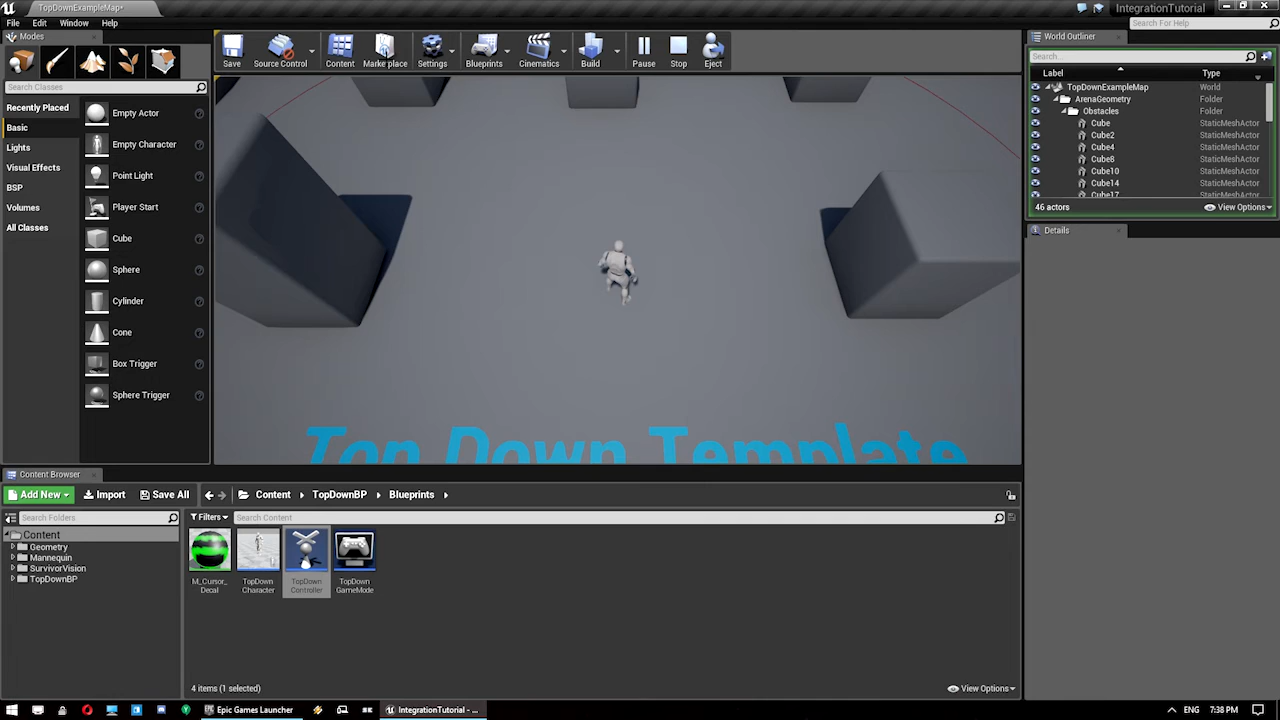 TopDownExampleMap*
IntegrationTutorial
File Edit Window Help
Search For Help
Modes
Search Classes
Recently Placed
Basic
Lights
Visual Effects
BSP
Volumes
All Classes
Empty Actor
Empty Character
Point Light
Player Start
Cube
Sphere
Cylinder
Cone
Box Trigger
Sphere Trigger
Save
Source Control
Content
Make place
Settings
Blueprints
Cinematics
Build
Pause
Stop
Eject
Top Down Template
World Outliner
Search...
Label Type
TopDownExampleMap World
ArenaGeometry Folder
Obstacles Folder
Cube StaticMeshActor
Cube2 StaticMeshActor
Cube4 StaticMeshActor
Cube8 StaticMeshActor
Cube10 StaticMeshActor
Cube14 StaticMeshActor
Cube17 StaticMeshActor
46 actors View Options
Details
Content Browser
Add New Import Save All Content TopDownBP Blueprints
Search Folders
Filters Search Content
Content
Geometry
Mannequin
SurvivorVision
TopDownBP
M_Cursor_
Decal
TopDown
Character
TopDown
Controller
TopDown
GameMode
4 items (1 selected) View Options
Epic Games Launcher IntegrationTutorial - ... ENG 7:38 PM